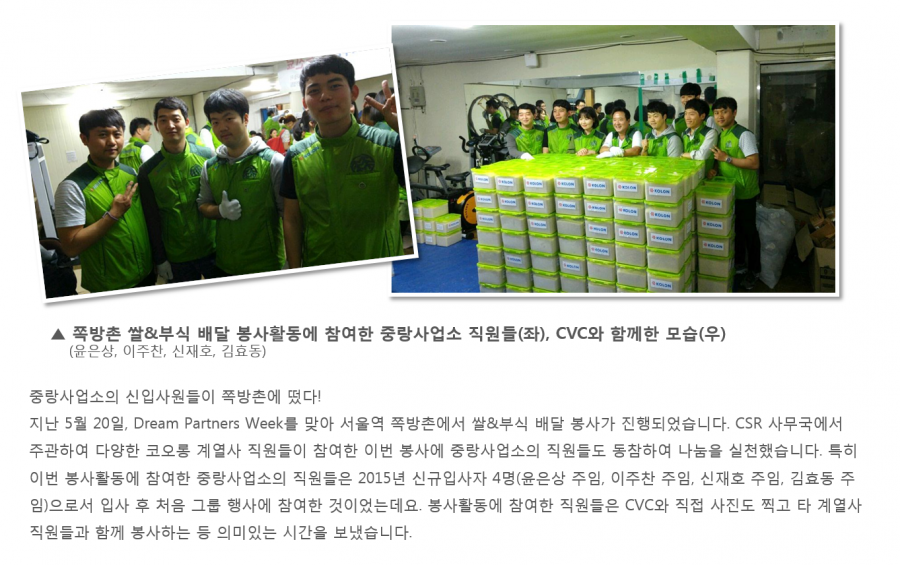 KOLON KOLON KOLON KOLON KOLON KOLON
▲ 쪽방촌 쌀&부식 배달 봉사활동에 참여한 중랑사업소 직원들(좌), CVC와 함께한 모습(우)
(윤은상, 이주찬, 신재호, 김효동)
중랑사업소의 신입사원들이 쪽방촌에 떴다!
지난 5월 20일, Dream Partners Week를 맞아 서울역 쪽방촌에서 쌀&부식 배달 봉사가 진행되었습니다. CSR 사무국에서
주관하여 다양한 코오롱 계열사 직원들이 참여한 이번 봉사에 중랑사업소의 직원들도 동참하여 나눔을 실천했습니다. 특히
이번 봉사활동에 참여한 중랑사업소의 직원들은 2015년 신규입사자 4명(윤은상 주임, 이주찬 주임, 신재호 주임, 김효동 주
임)으로서 입사 후 처음 그룹 행사에 참여한 것이었는데요. 봉사활동에 참여한 직원들은 CVC와 직접 사진도 찍고 타 계열사
직원들과 함께 봉사하는 등 의미있는 시간을 보냈습니다.